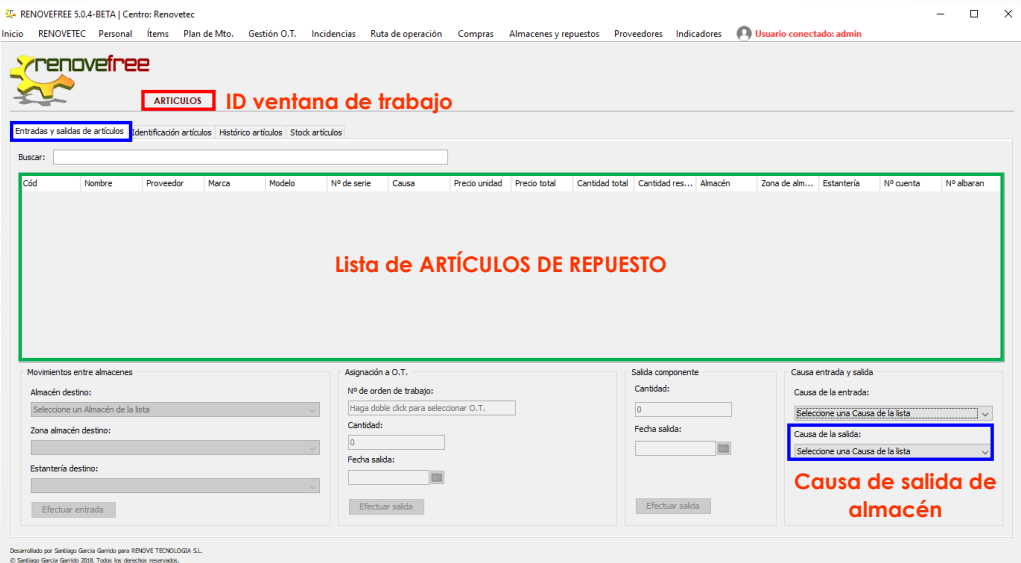 RENOVEFREE 5.0.4-BETA | Centro: Renovetec
Inicio RENOVETEC Personal Ítems Plan de Mto. Gestión O.T. Incidencias Ruta de operación Compras Almacenes y repuestos Proveedores Indicadores Usuario conectado: admin
renovefree
ARTICULOS ID ventana de trabajo
Entradas y salidas de artículos Identificación artículos Histórico artículos Stock artículos
Buscar:
Cód Nombre Proveedor Marca Modelo Nº de serie Causa Precio unidad Precio total Cantidad total Cantidad res... Almacén Zona de alm... Estantería Nº cuenta Nº albaran
Lista de ARTÍCULOS DE REPUESTO
Movimientos entre almacenes
Almacén destino:
Seleccione un Almacén de la lista
Zona almacén destino:
Estantería destino:
Efectuar entrada
Asignación a O.T.
Nº de orden de trabajo:
Haga doble click para seleccionar O.T.
Cantidad:
0
Fecha salida:
Efectuar salida
Salida componente
Cantidad:
0
Fecha salida:
Efectuar salida
Causa entrada y salida
Causa de la entrada:
Seleccione una Causa de la lista
Causa de la salida:
Seleccione una Causa de la lista
Causa de salida de
almacén
Desarrollado por Santiago García Garrido para RENOVE TECNOLOGÍA S.L.
© Santiago García Garrido 2018. Todos los derechos reservados.